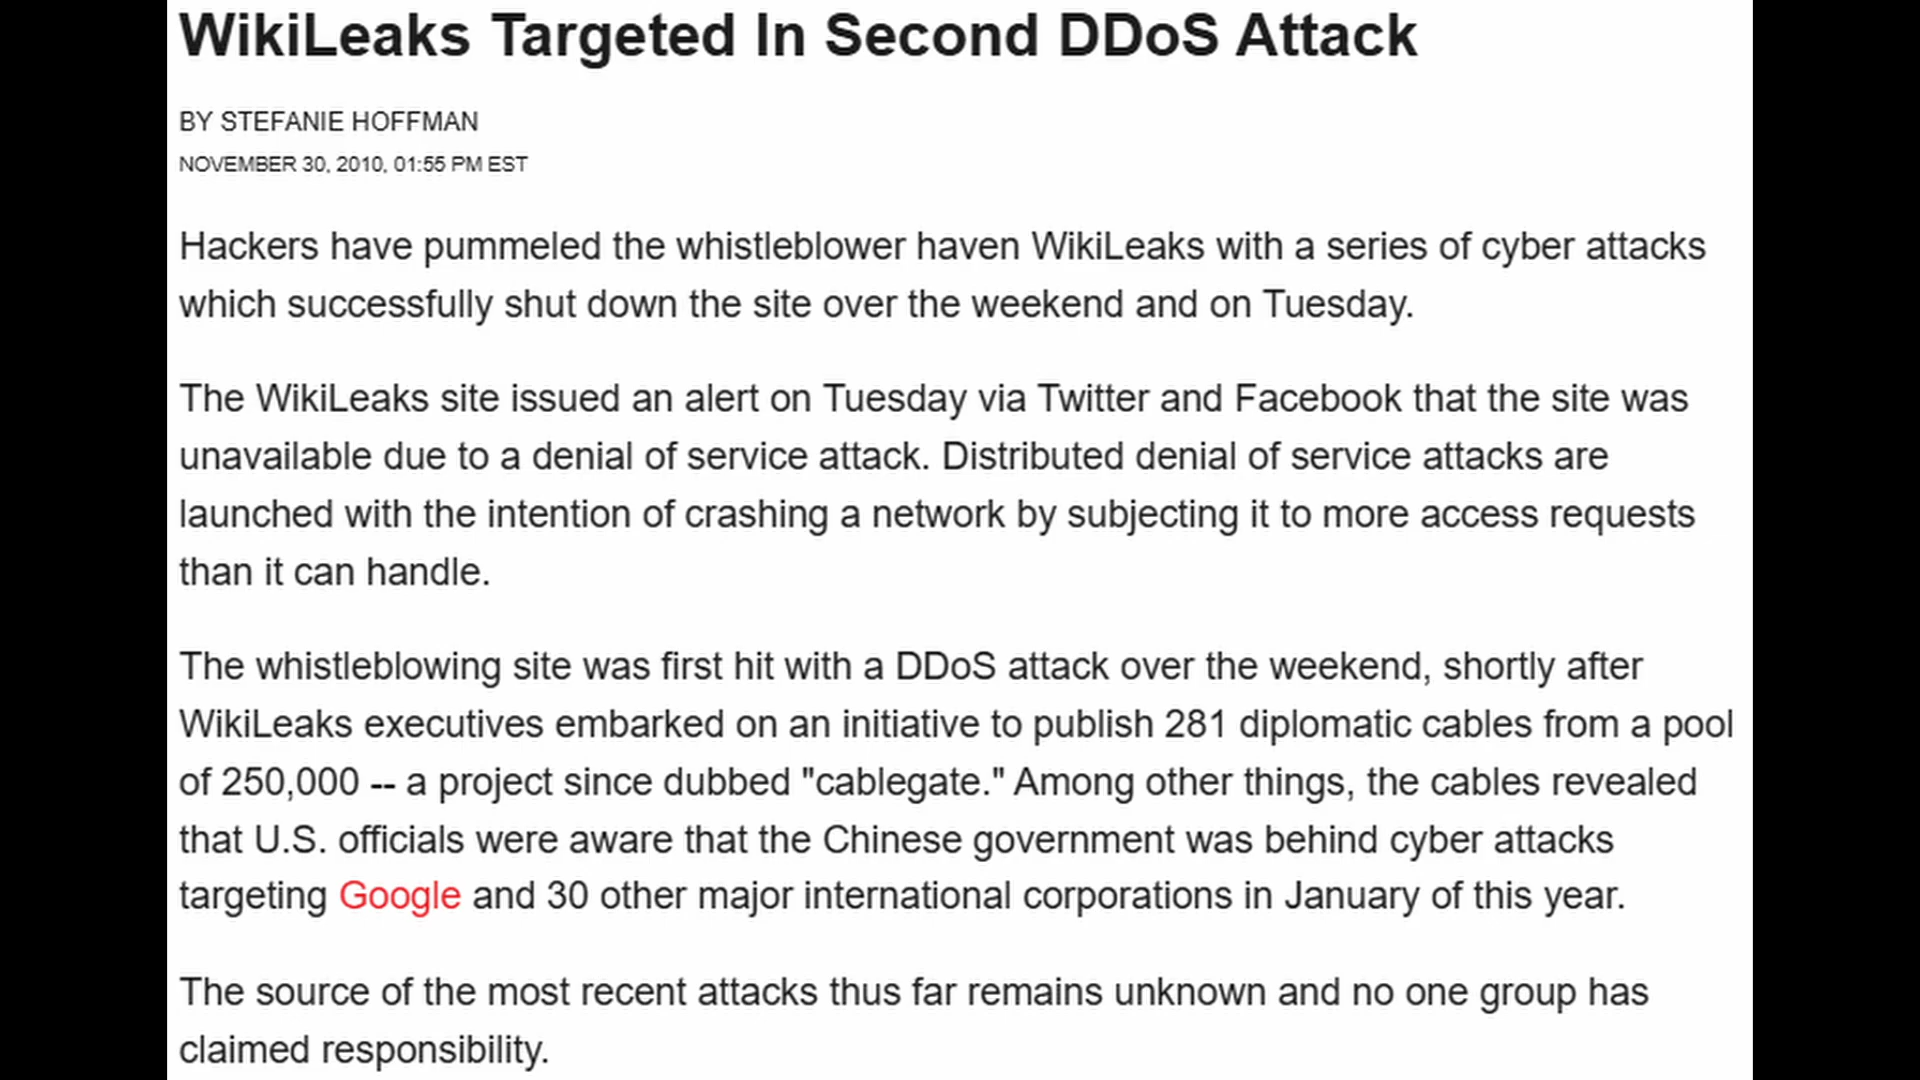 WikiLeaks Targeted In Second DDoS Attack
BY STEFANIE HOFFMAN
NOVEMBER 30, 2010, 01:55 PM EST
Hackers have pummeled the whistleblower haven WikiLeaks with a series of cyber attacks
which successfully shut down the site over the weekend and on Tuesday.
The WikiLeaks site issued an alert on Tuesday via Twitter and Facebook that the site was
unavailable due to a denial of service attack. Distributed denial of service attacks are
launched with the intention of crashing a network by subjecting it to more access requests
than it can handle.
The whistleblowing site was first hit with a DDoS attack over the weekend, shortly after
WikiLeaks executives embarked on an initiative to publish 281 diplomatic cables from a pool
of 250,000 -- a project since dubbed "cablegate." Among other things, the cables revealed
that U.S. officials were aware that the Chinese government was behind cyber attacks
targeting Google and 30 other major international corporations in January of this year.
The source of the most recent attacks thus far remains unknown and no one group has
claimed responsibility.